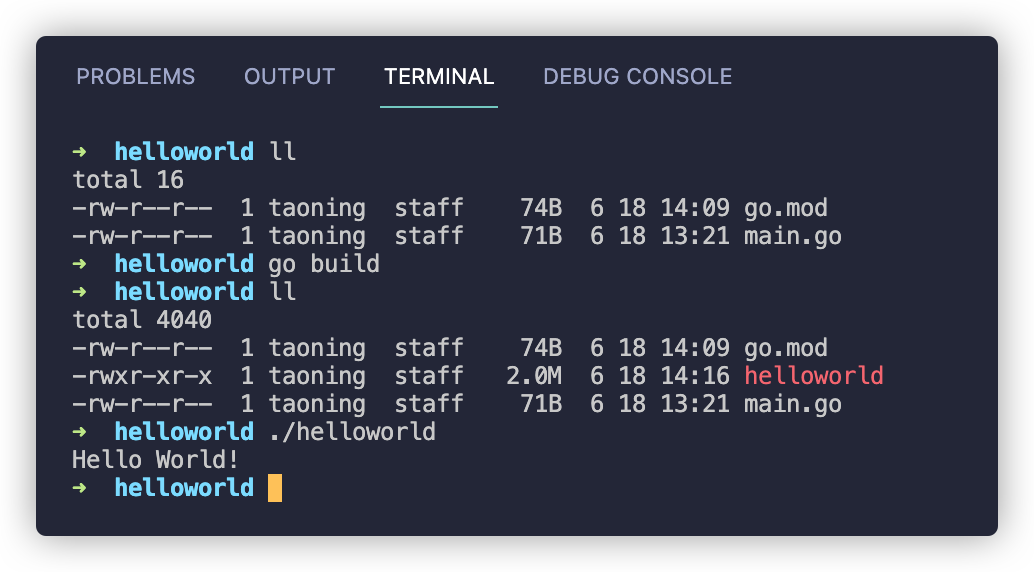 PROBLEMS OUTPUT TERMINAL DEBUG CONSOLE
➜  helloworld ll
total 16
-rw-r--r--  1 taoning  staff    74B  6 18 14:09 go.mod
-rw-r--r--  1 taoning  staff    71B  6 18 13:21 main.go
➜  helloworld go build
➜  helloworld ll
total 4040
-rw-r--r--  1 taoning  staff    74B  6 18 14:09 go.mod
-rwxr-xr-x  1 taoning  staff   2.0M  6 18 14:16 helloworld
-rw-r--r--  1 taoning  staff    71B  6 18 13:21 main.go
➜  helloworld ./helloworld
Hello World!
➜  helloworld